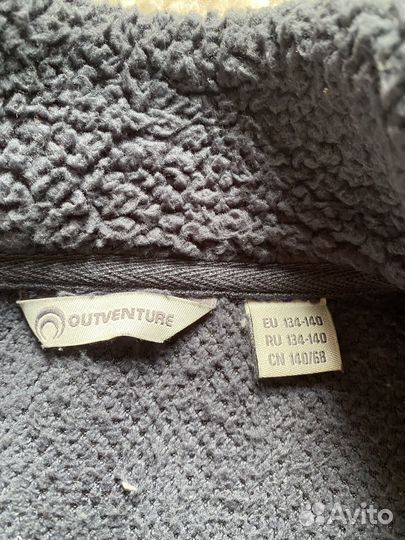 OUTVENTURE
EU 134-140
RU 134-140
CN 140/68
Avito